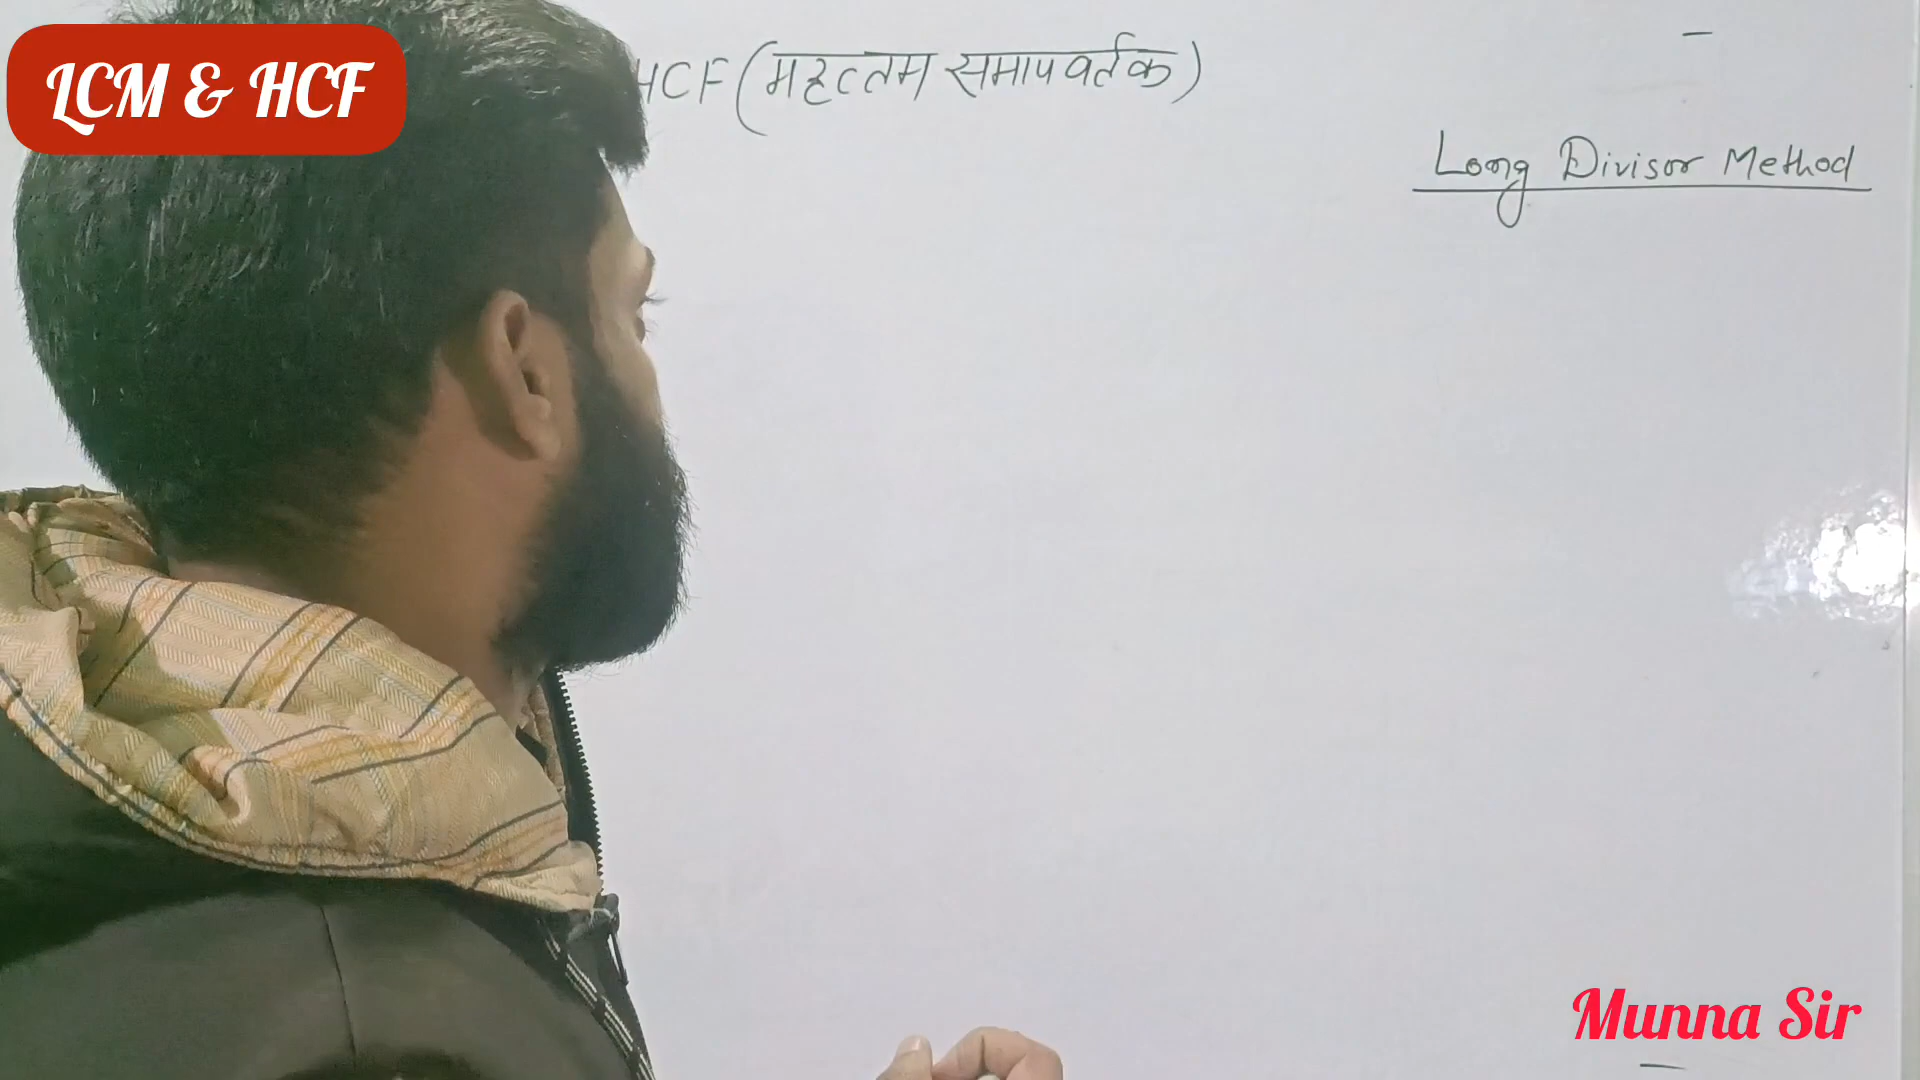 LCM & HCF
HCF (महत्तम समापवर्तक)
Long Divisor Method
Munna Sir